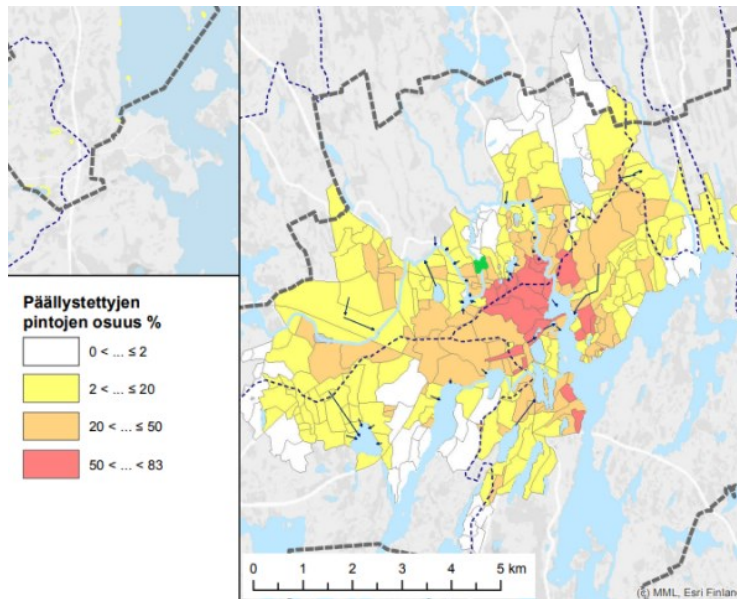 Päällystettyjen
pintojen osuus %
0 < ... ≤ 2
2 < ... ≤ 20
20 < ... ≤ 50
50 < ... < 83
0 1 2 3 4 5 km
(c) MML, Esri Finland